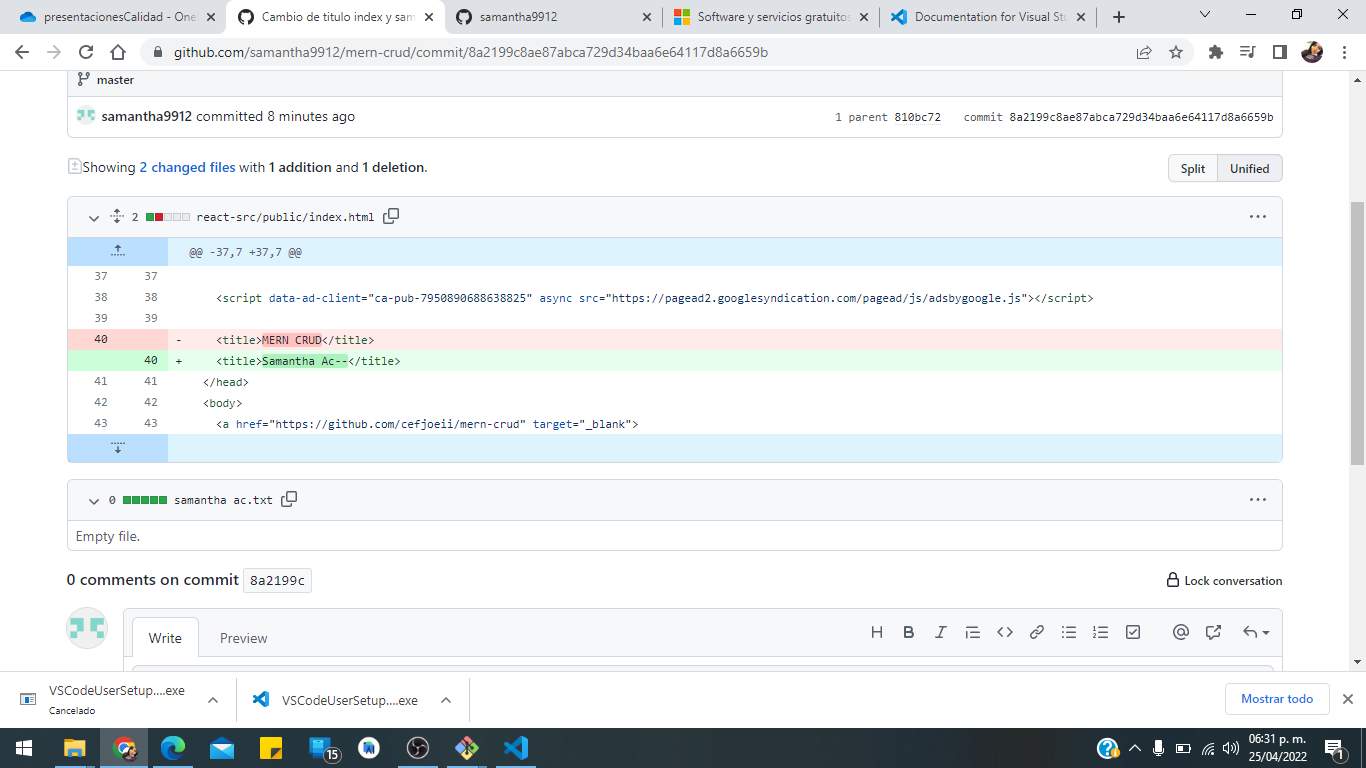 presentacionesCalidad - One
Cambio de titulo index y sam
samantha9912
Software y servicios gratuitos
Documentation for Visual Stu
github.com/samantha9912/mern-crud/commit/8a2199c8ae87abca729d34baa6e64117d8a6659b
master
samantha9912 committed 8 minutes ago
1 parent 810bc72 commit 8a2199c8ae87abca729d34baa6e64117d8a6659b
Showing 2 changed files with 1 addition and 1 deletion.
Split Unified
2 react-src/public/index.html
@@ -37,7 +37,7 @@
37 37
38 38 <script data-ad-client="ca-pub-7950890688638825" async src="https://pagead2.googlesyndication.com/pagead/js/adsbygoogle.js"></script>
39 39
40 - <title>MERN CRUD</title>
40 + <title>Samantha Ac--</title>
41 41 </head>
42 42 <body>
43 43 <a href="https://github.com/cefjoeii/mern-crud" target="_blank">
0 samantha ac.txt
Empty file.
0 comments on commit 8a2199c
Lock conversation
Write Preview
VSCodeUserSetup....exe
Cancelado
VSCodeUserSetup....exe
Mostrar todo
15
06:31 p. m.
25/04/2022
1